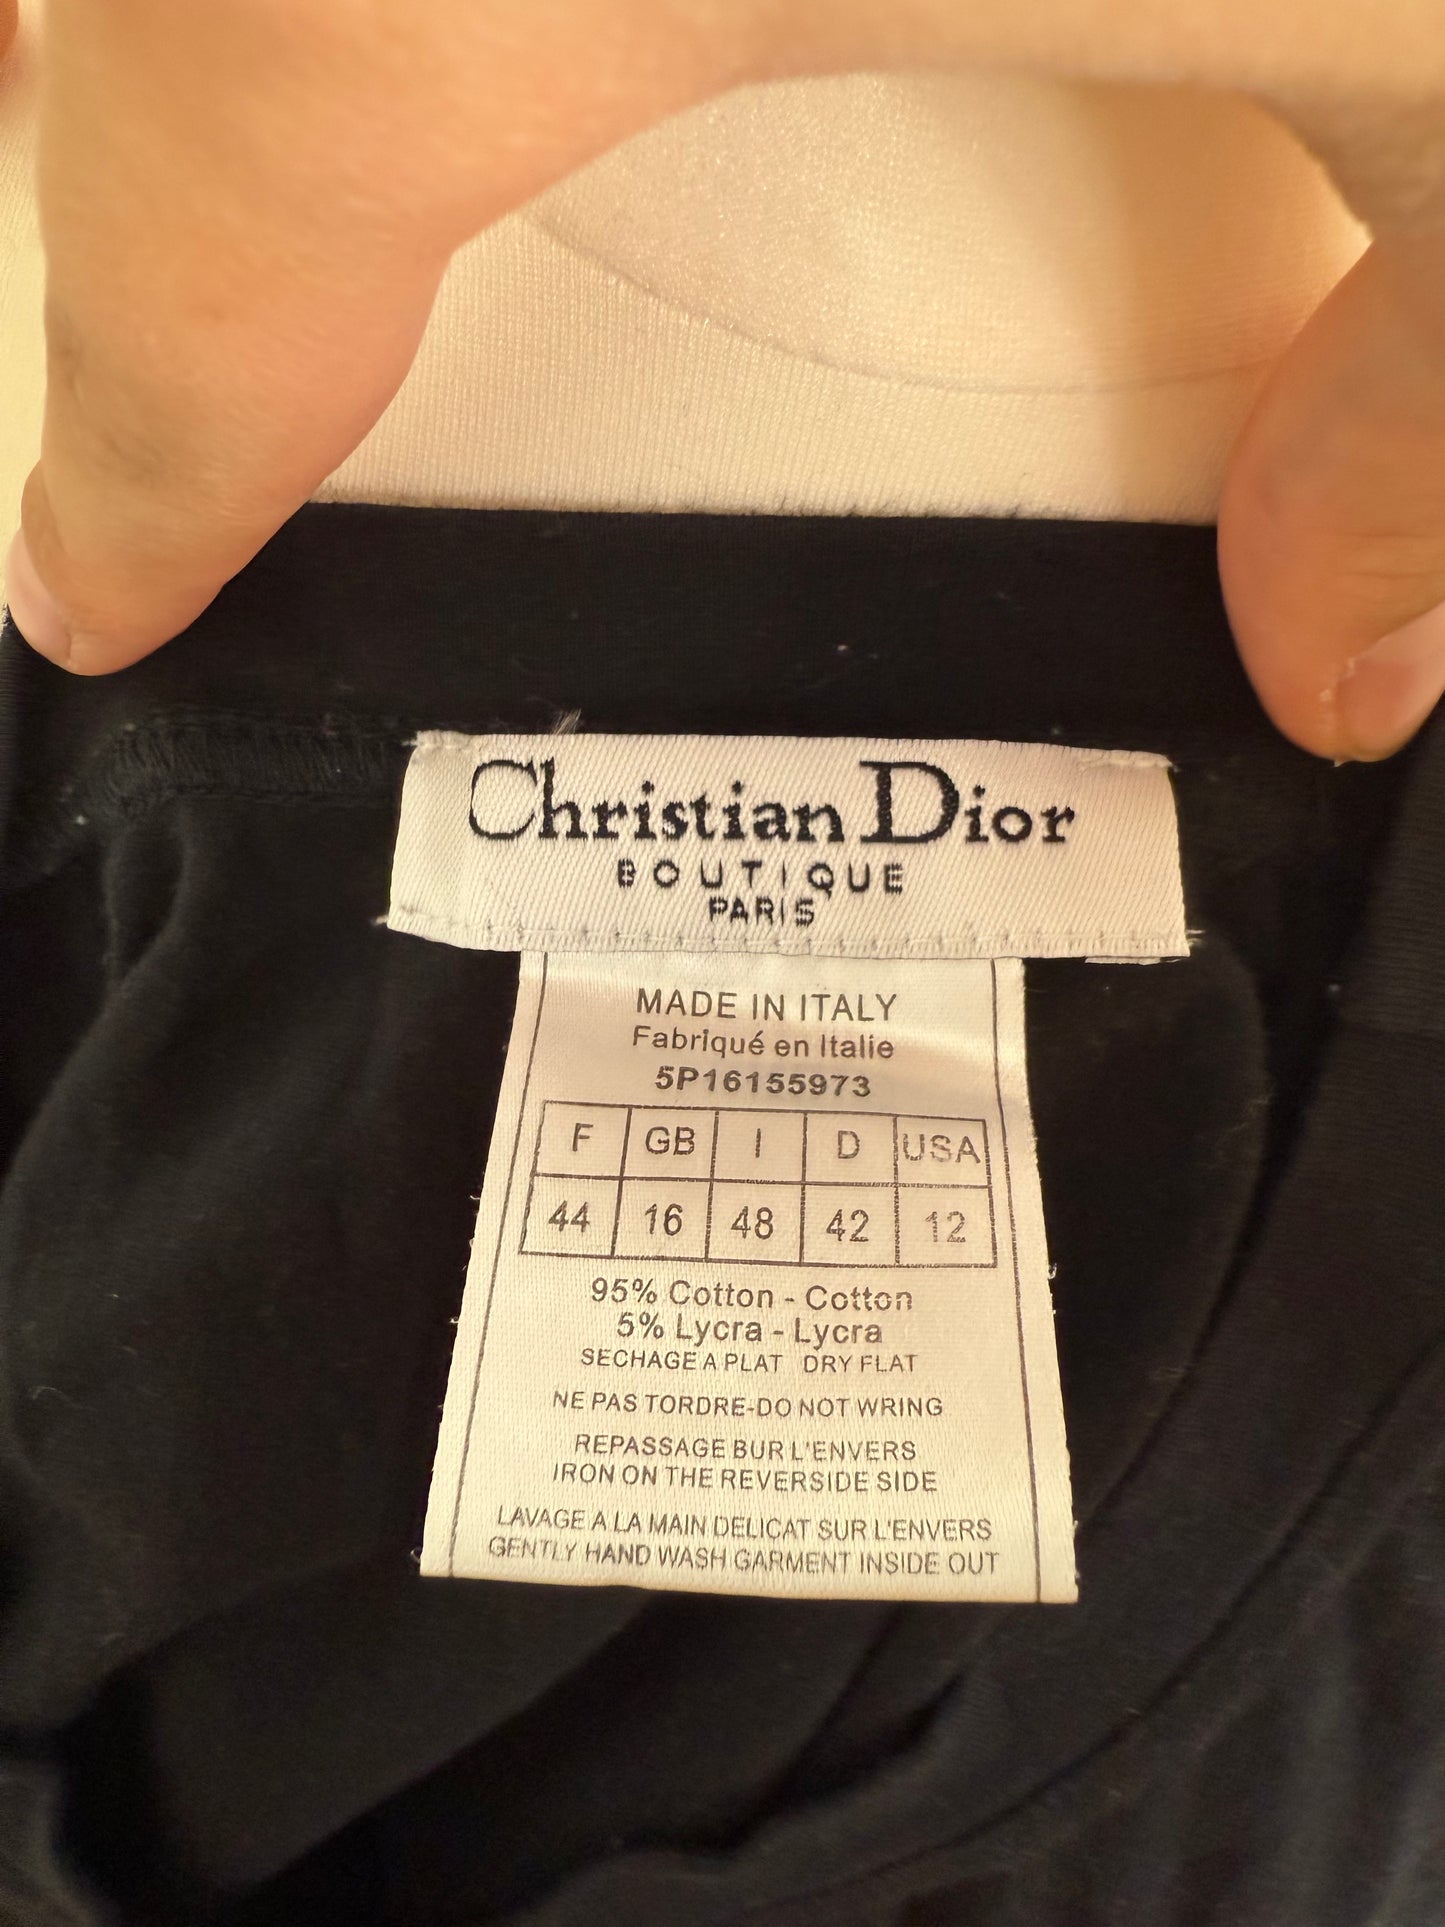 Christian Dior
BOUTIQUE
PARIS
MADE IN ITALY
Fabriqué en Italie
5P16155973
F GB I D USA
44 16 48 42 12
95% Cotton - Cotton
5% Lycra - Lycra
SECHAGE A PLAT DRY FLAT
NE PAS TORDRE-DO NOT WRING
REPASSAGE BUR L'ENVERS
IRON ON THE REVERSIDE SIDE
LAVAGE A LA MAIN DELICAT SUR L'ENVERS
GENTLY HAND WASH GARMENT INSIDE OUT